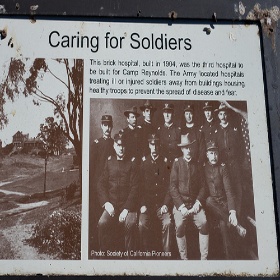 Caring for Soldiers
This brick hospital, built in 1904, was the third hospital to
be built for Camp Reynolds. The Army located hospitals
treating ill or injured soldiers away from buildings housing
healthy troops to prevent the spread of disease and fear.
Photo: Society of California Pioneers